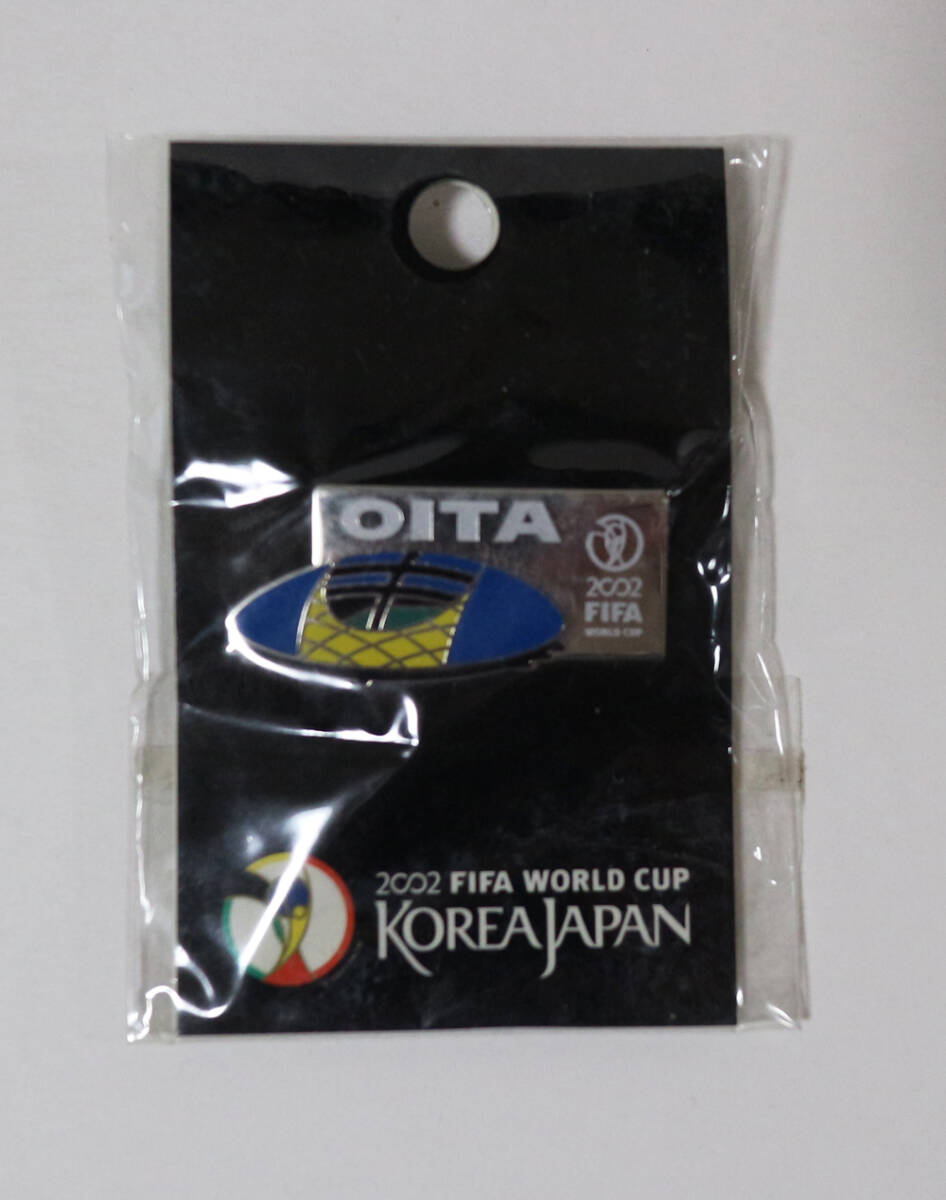 OITA
2002
FIFA
WORLD CUP
2002 FIFA WORLD CUP
KOREA JAPAN